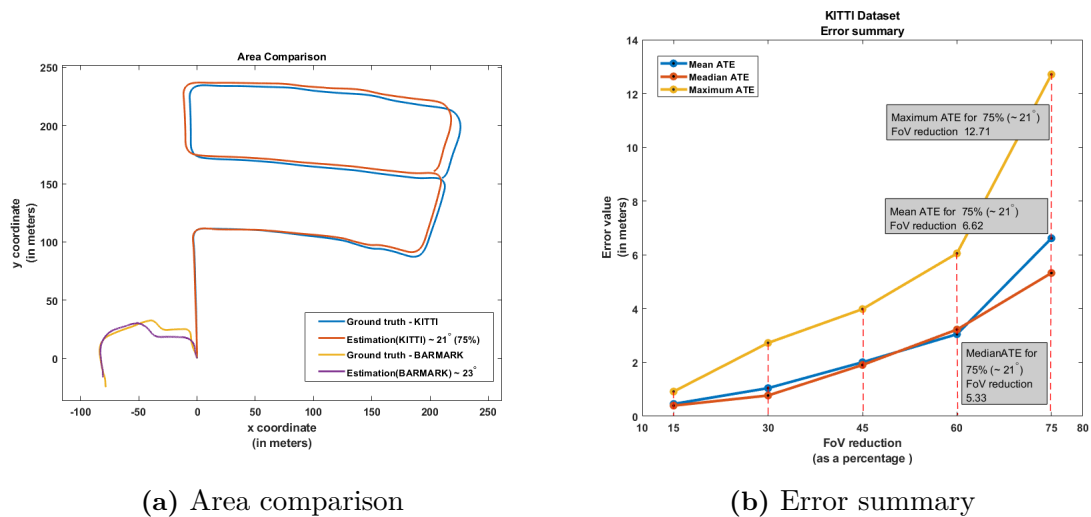 Area Comparison
250
200
150
100
50
0
y coordinate
(in meters)
-100
-50
0
50
100
150
200
250
x coordinate
(in meters)
Ground truth - KITTI
Estimation(KITTI) ~ 21° (75%)
Ground truth - BARMARK
Estimation(BARMARK) ~ 23°
(a) Area comparison
KITTI Dataset
Error summary
14
12
10
8
6
4
2
0
Error value
(in meters)
Mean ATE
Meadian ATE
Maximum ATE
Maximum ATE for 75% (~ 21°)
FoV reduction 12.71
Mean ATE for 75% (~ 21°)
FoV reduction 6.62
MedianATE for
75% (~ 21°)
FoV reduction
5.33
10
15
30
45
60
75
80
FoV reduction
(as a percentage )
(b) Error summary